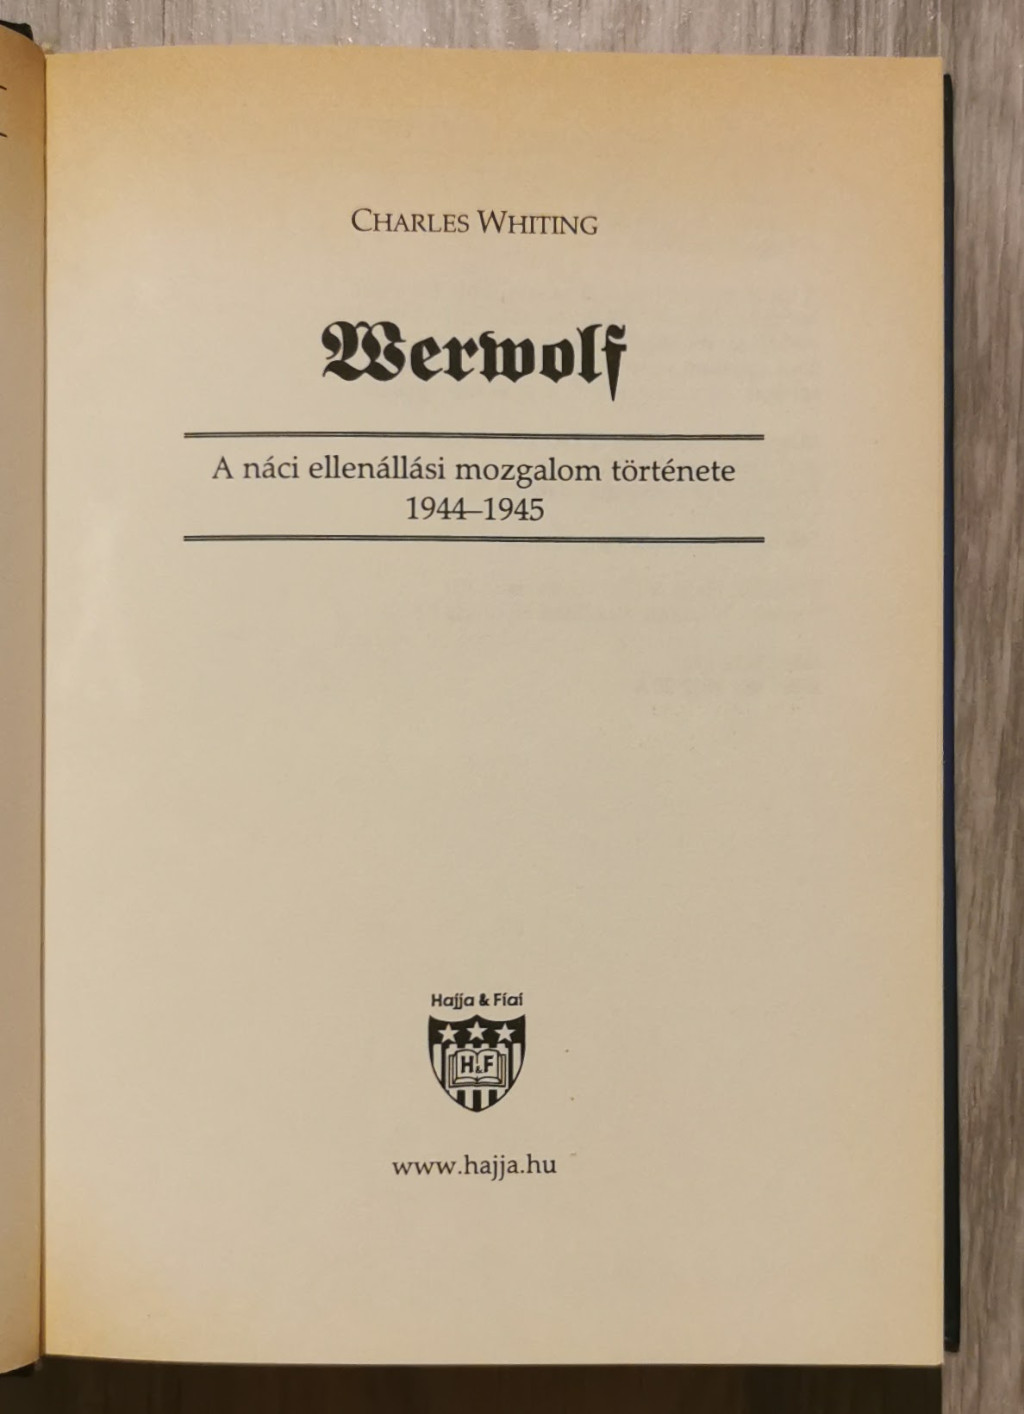 CHARLES WHITING
Werwolf
A náci ellenállási mozgalom története
1944–1945
Hajja & Fiai
H&F
www.hajja.hu